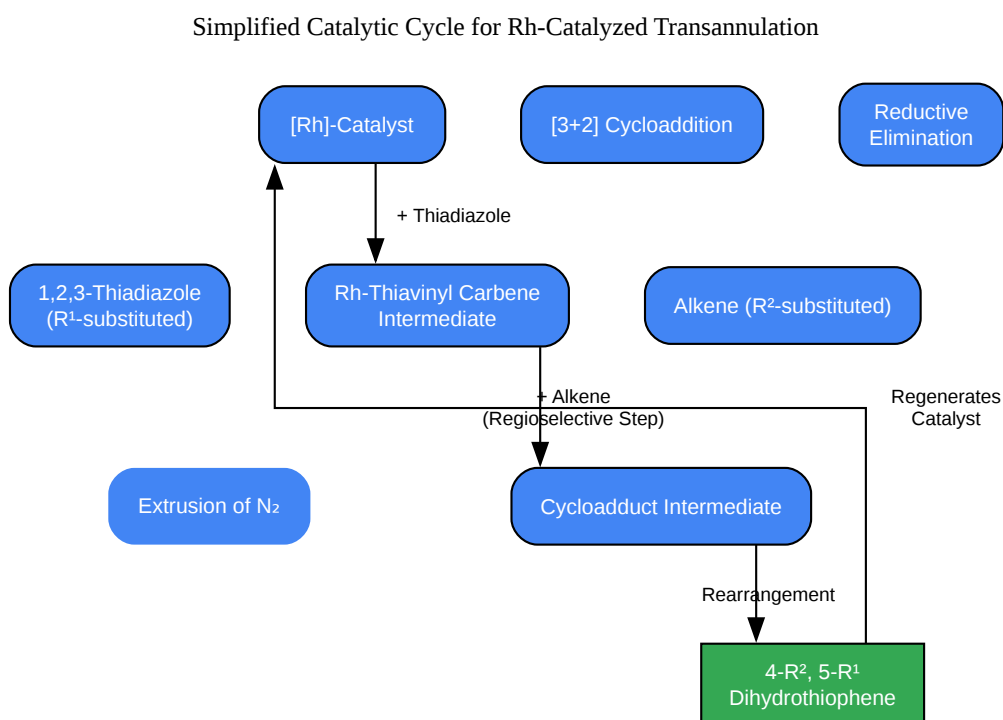 Simplified Catalytic Cycle for Rh-Catalyzed Transannulation
[Rh]-Catalyst
[3+2] Cycloaddition
Reductive
Elimination
+ Thiadiazole
1,2,3-Thiadiazole
(R¹-substituted)
Rh-Thiavinyl Carbene
Intermediate
Alkene (R²-substituted)
+ Alkene
(Regioselective Step)
Regenerates
Catalyst
Extrusion of N₂
Cycloadduct Intermediate
Rearrangement
4-R², 5-R¹
Dihydrothiophene